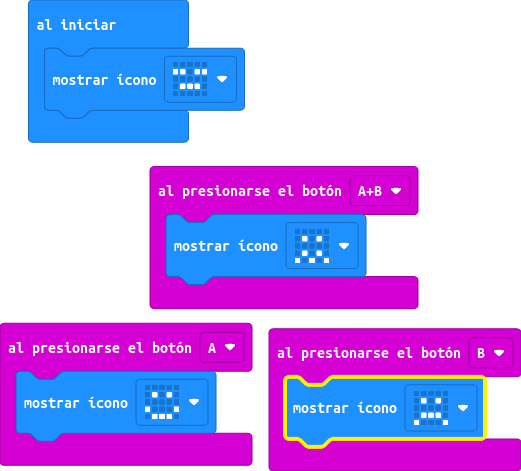 al iniciar
mostrar ícono
al presionarse el botón A+B
mostrar ícono
al presionarse el botón A
mostrar ícono
al presionarse el botón B
mostrar ícono